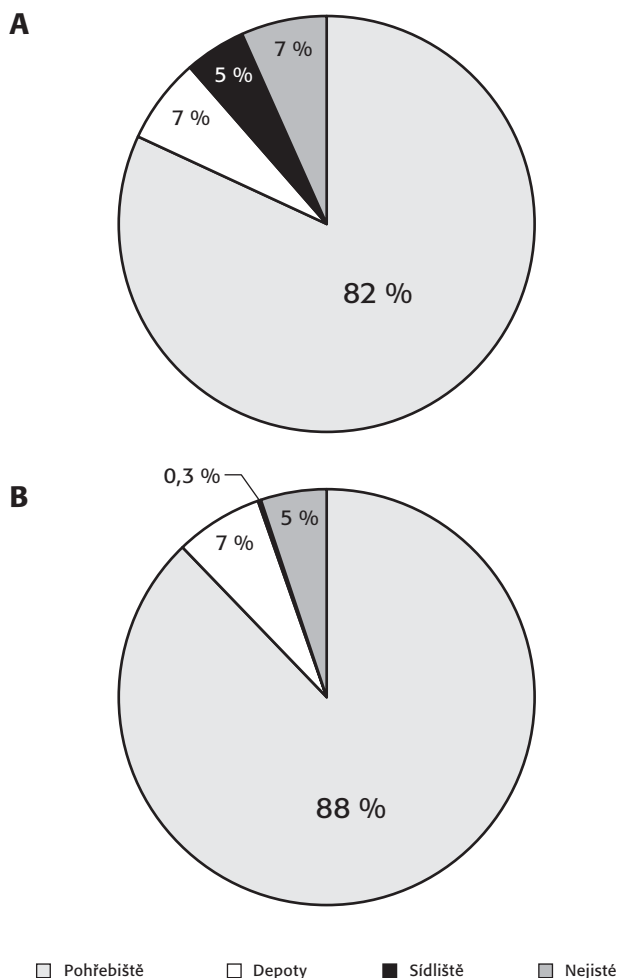 A
7 %
5 %
7 %
82 %
0,3 %
B
5 %
7 %
88 %
Pohřebiště Depoty Sídliště Nejisté